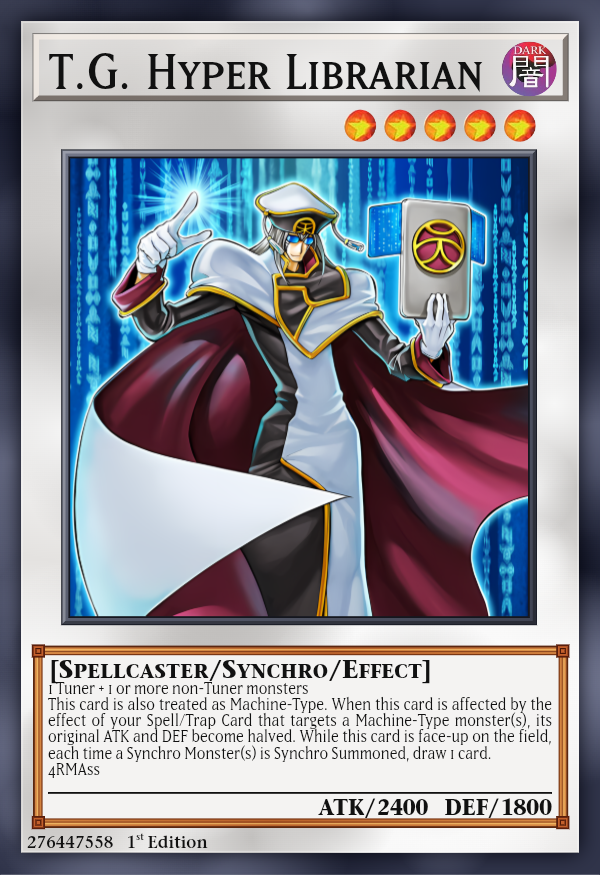 T.G. Hyper Librarian
DARK
闇
[Spellcaster/Synchro/Effect]
1 Tuner + 1 or more non-Tuner monsters
This card is also treated as Machine-Type. When this card is affected by the
effect of your Spell/Trap Card that targets a Machine-Type monster(s), its
original ATK and DEF become halved. While this card is face-up on the field,
each time a Synchro Monster(s) is Synchro Summoned, draw 1 card.
4RMAss
ATK/2400 DEF/1800
276447558 1st Edition